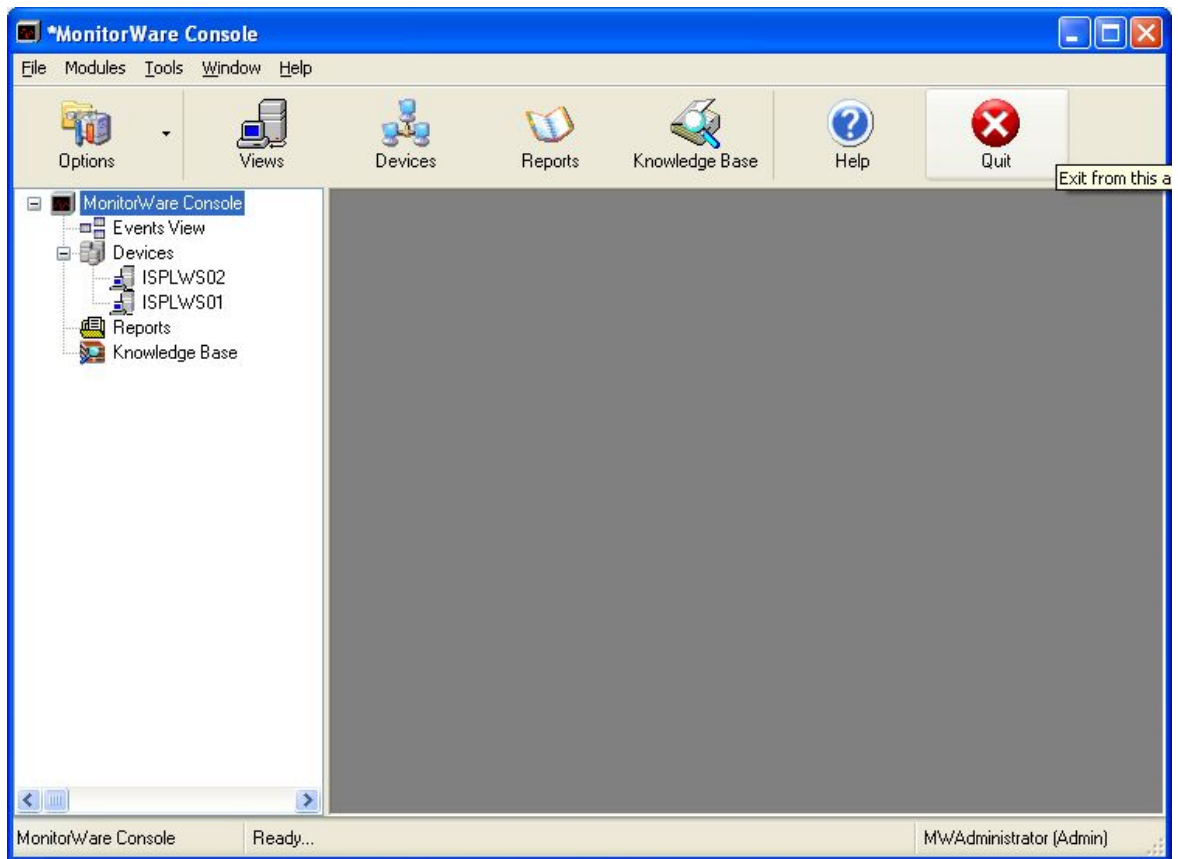 *MonitorWare Console
File Modules Tools Window Help
Options Views Devices Reports Knowledge Base Help Quit
Exit from this a
MonitorWare Console
Events View
Devices
ISPLWS02
ISPLWS01
Reports
Knowledge Base
MonitorWare Console Ready... MWAdministrator (Admin)